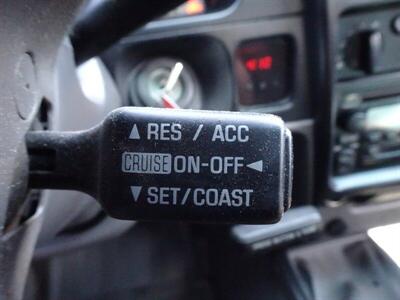 ▲ RES / ACC
CRUISE ON-OFF ◄
▼ SET/COAST